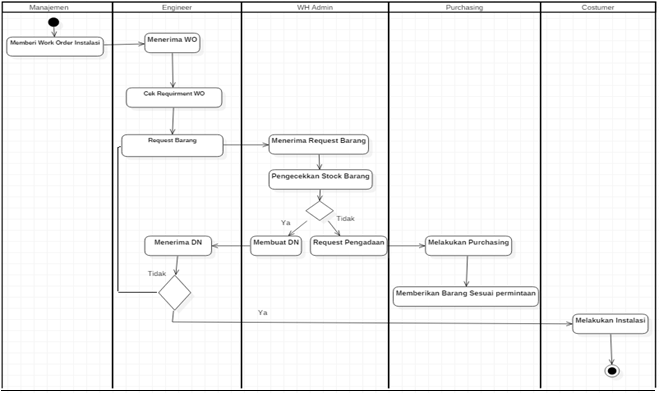 Manajemen
Engineer
WH Admin
Purchasing
Costumer
Memberi Work Order Instalasi
Menerima WO
Cek Requirment WO
Request Barang
Menerima Request Barang
Pengecekkan Stock Barang
Ya
Tidak
Menerima DN
Membuat DN
Request Pengadaan
Melakukan Purchasing
Tidak
Memberikan Barang Sesuai permintaan
Ya
Melakukan Instalasi